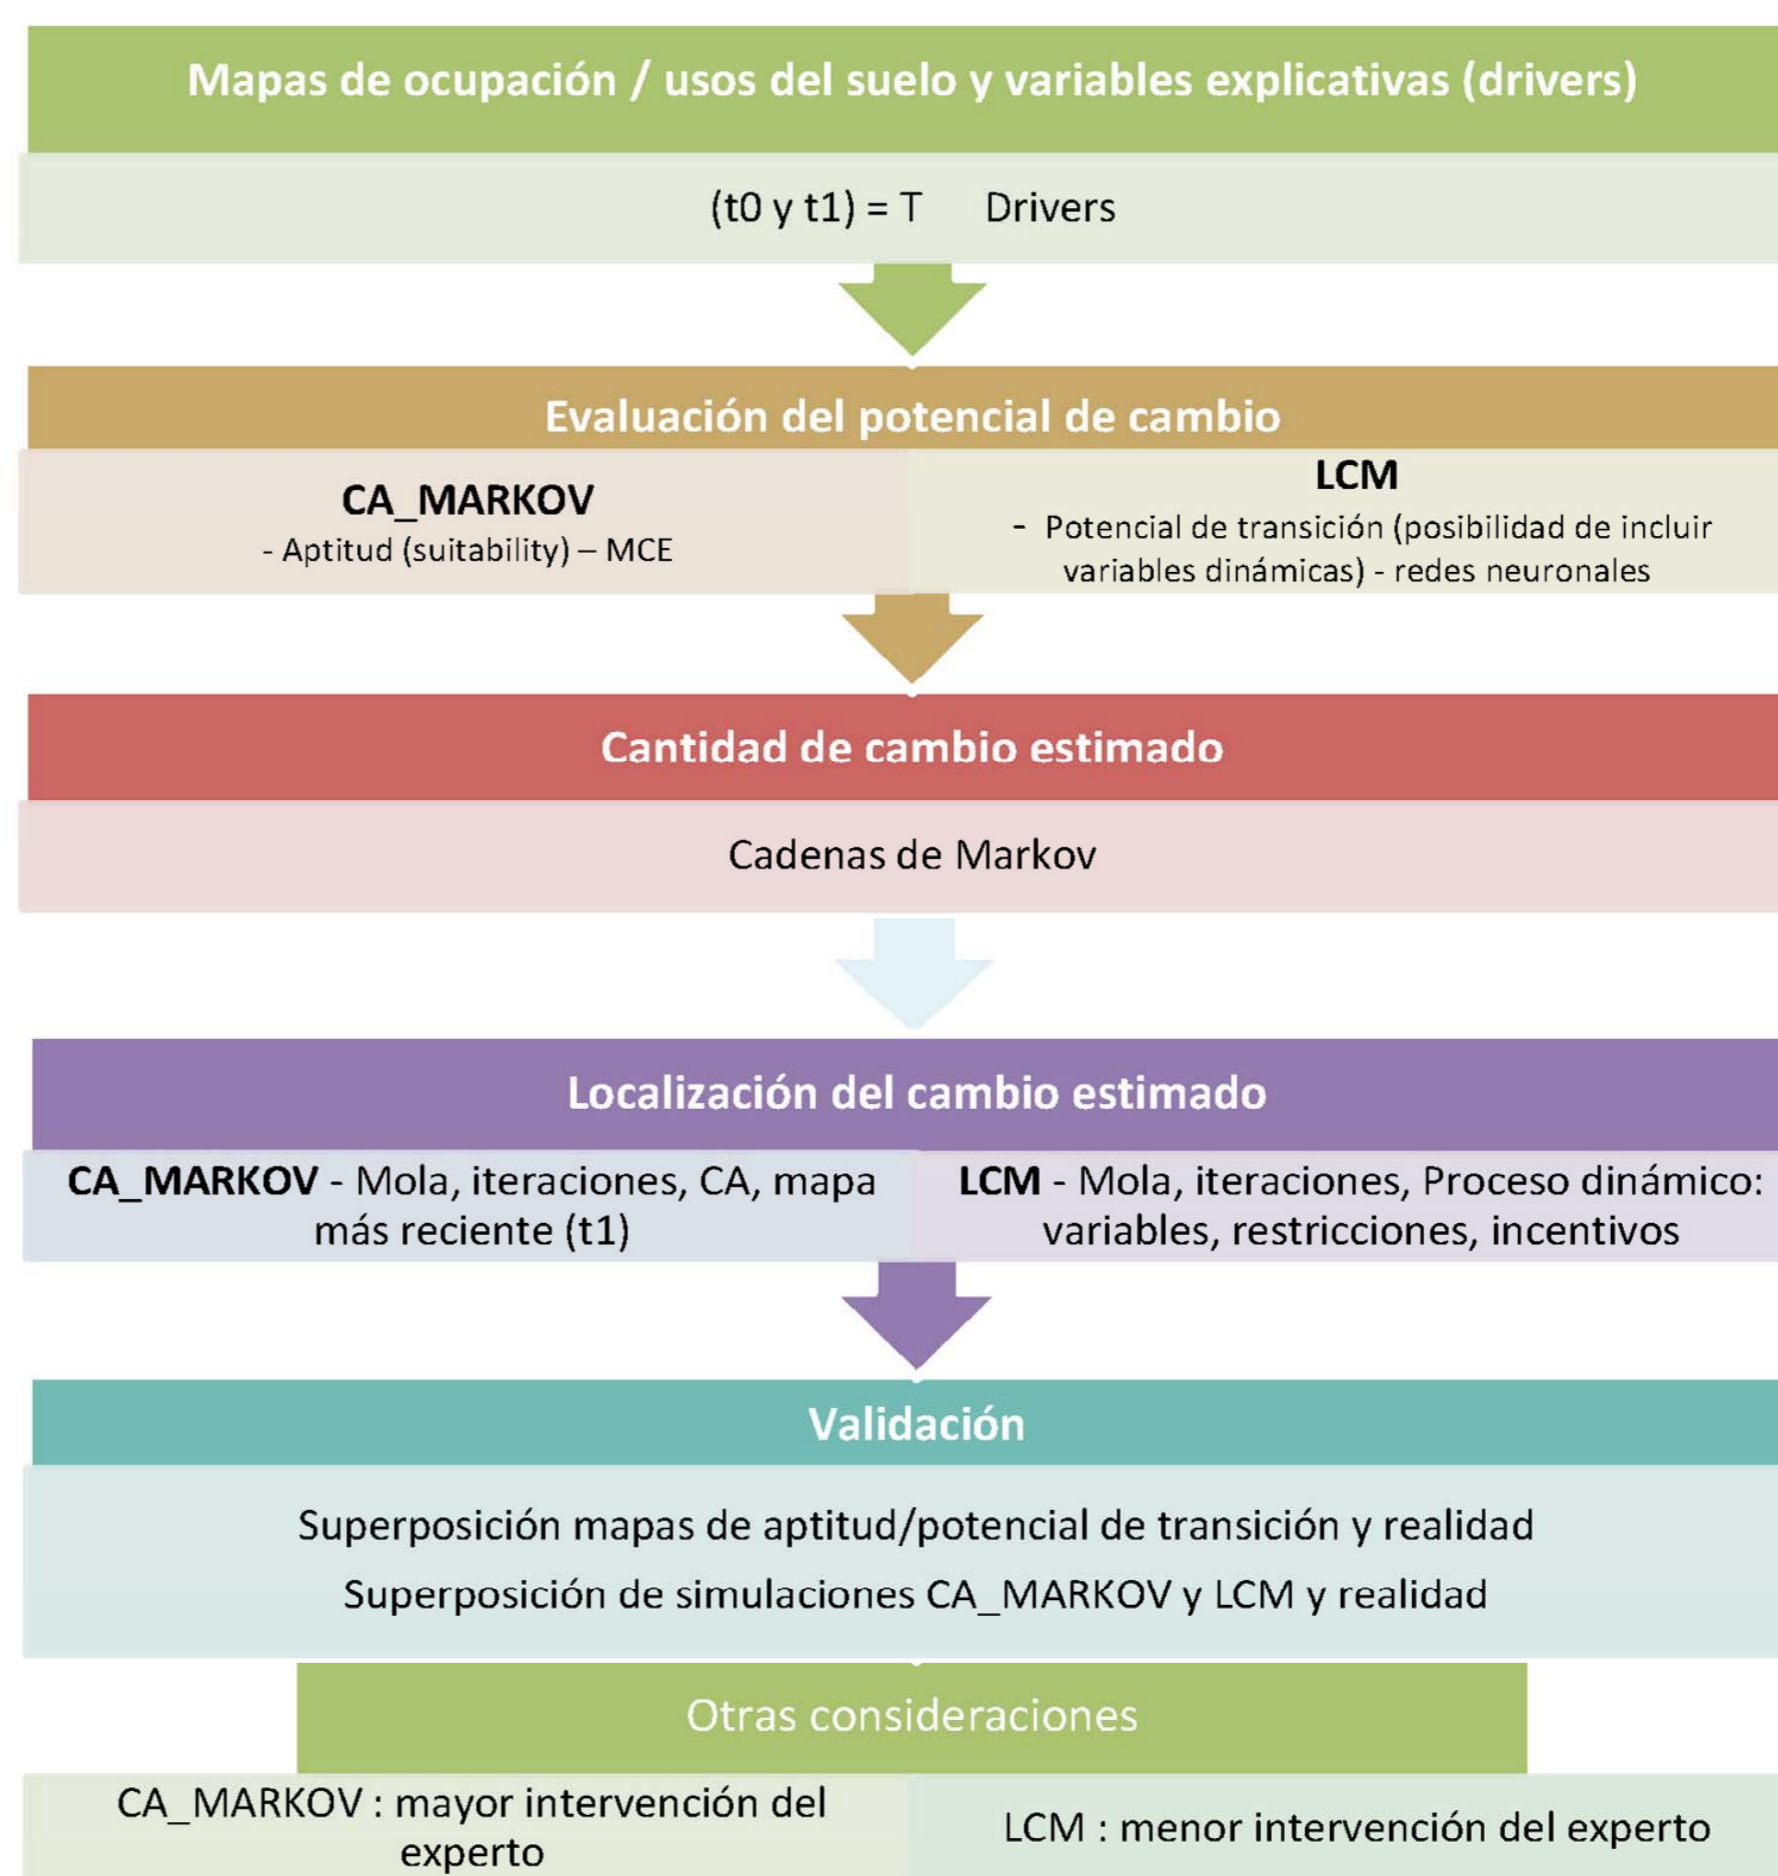 Mapas de ocupación / usos del suelo y variables explicativas (drivers)
(t0 y t1) = T Drivers
Evaluación del potencial de cambio
CA_MARKOV
- Aptitud (suitability) – MCE
LCM
- Potencial de transición (posibilidad de incluir
variables dinámicas) - redes neuronales
Cantidad de cambio estimado
Cadenas de Markov
Localización del cambio estimado
CA_MARKOV - Mola, iteraciones, CA, mapa
más reciente (t1)
LCM - Mola, iteraciones, Proceso dinámico:
variables, restricciones, incentivos
Validación
Superposición mapas de aptitud/potencial de transición y realidad
Superposición de simulaciones CA_MARKOV y LCM y realidad
Otras consideraciones
CA_MARKOV : mayor intervención del
experto
LCM : menor intervención del experto